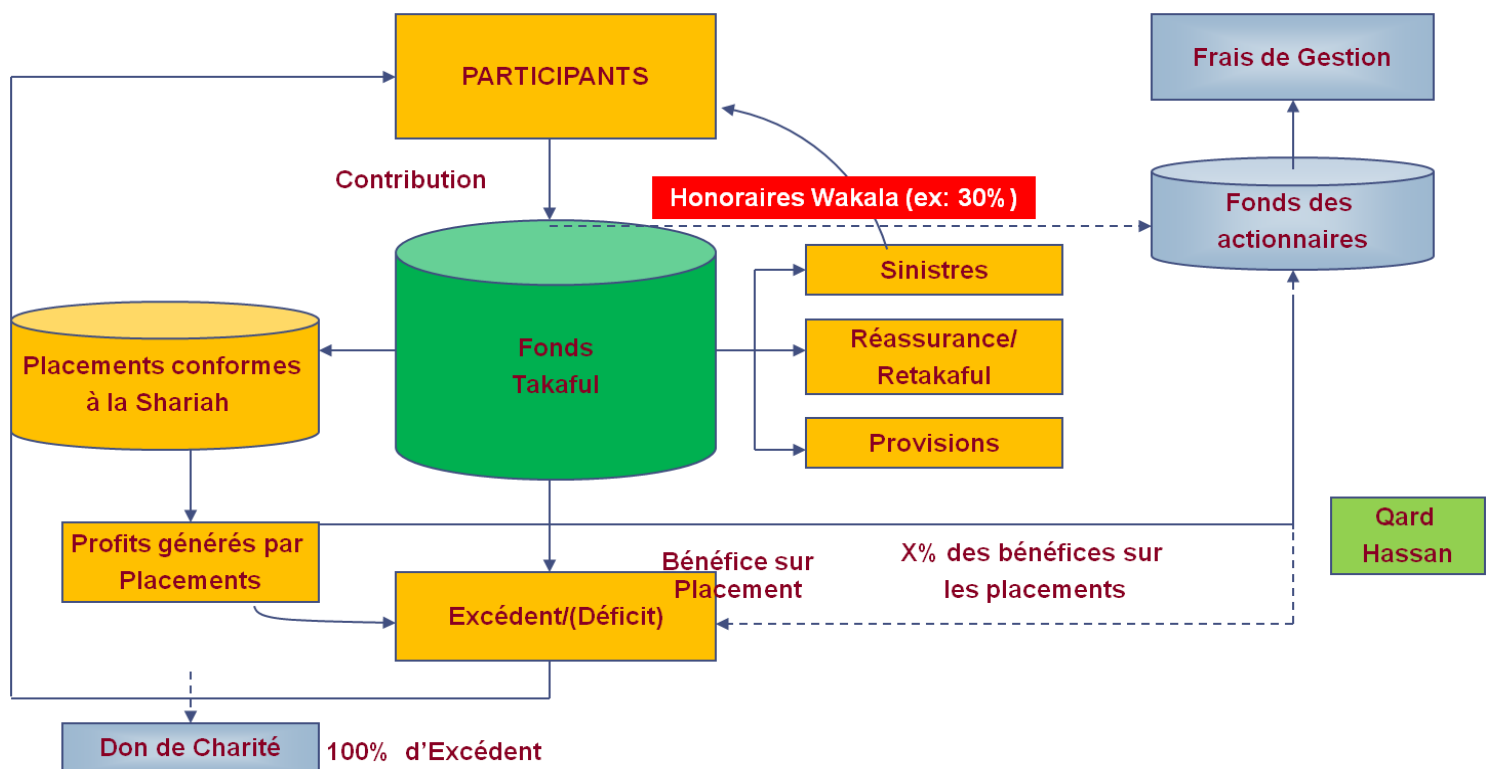 PARTICIPANTS
Frais de Gestion
Contribution
Honoraires Wakala (ex: 30%)
Fonds des
actionnaires
Sinistres
Fonds
Takaful
Réassurance/
Retakaful
Placements conformes
à la Shariah
Provisions
Profits générés par
Placements
Bénéfice sur
Placement
X% des bénéfices sur
les placements
Qard
Hassan
Excédent/(Déficit)
Don de Charité
100% d’Excédent